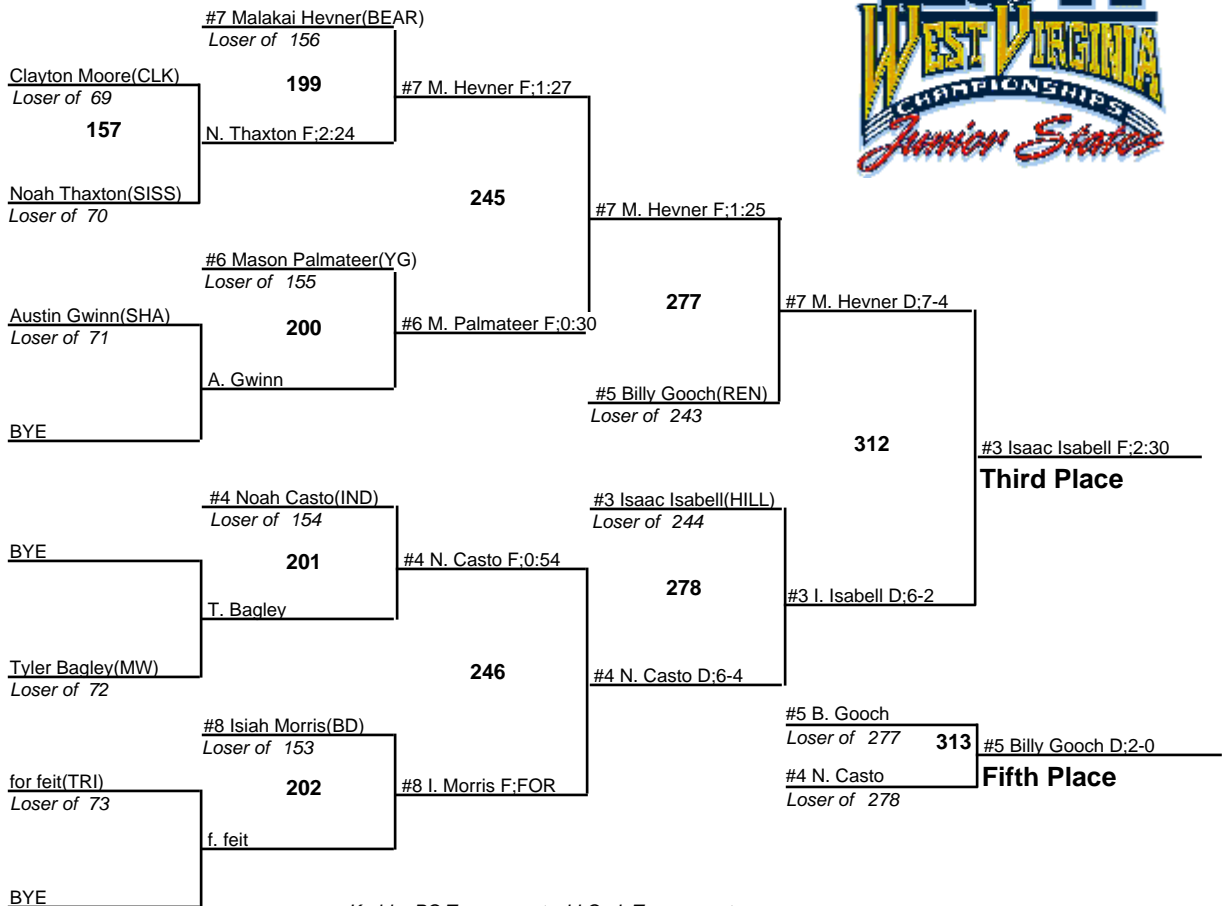 #7 Malakai Hevner(BEAR)
Loser of 156
WEST VIRGINIA
CHAMPIONSHIPS
Junior States
Clayton Moore(CLK)
Loser of 69
199
#7 M. Hevner F;1:27
157
N. Thaxton F;2:24
Noah Thaxton(SISS)
Loser of 70
245
#7 M. Hevner F;1:25
#6 Mason Palmateer(YG)
Loser of 155
277
#7 M. Hevner D;7-4
Austin Gwinn(SHA)
Loser of 71
200
#6 M. Palmateer F;0:30
A. Gwinn
#5 Billy Gooch(REN)
Loser of 243
BYE
312
#3 Isaac Isabell F;2:30
Third Place
#4 Noah Casto(IND)
Loser of 154
#3 Isaac Isabell(HILL)
Loser of 244
BYE
201
#4 N. Casto F;0:54
278
#3 I. Isabell D;6-2
T. Bagley
Tyler Bagley(MW)
Loser of 72
246
#4 N. Casto D;6-4
#8 Isiah Morris(BD)
Loser of 153
#5 B. Gooch
Loser of 277
313
#5 Billy Gooch D;2-0
Fifth Place
for feit(TRI)
Loser of 73
202
#8 I. Morris F;FOR
#4 N. Casto
Loser of 278
f. feit
BYE